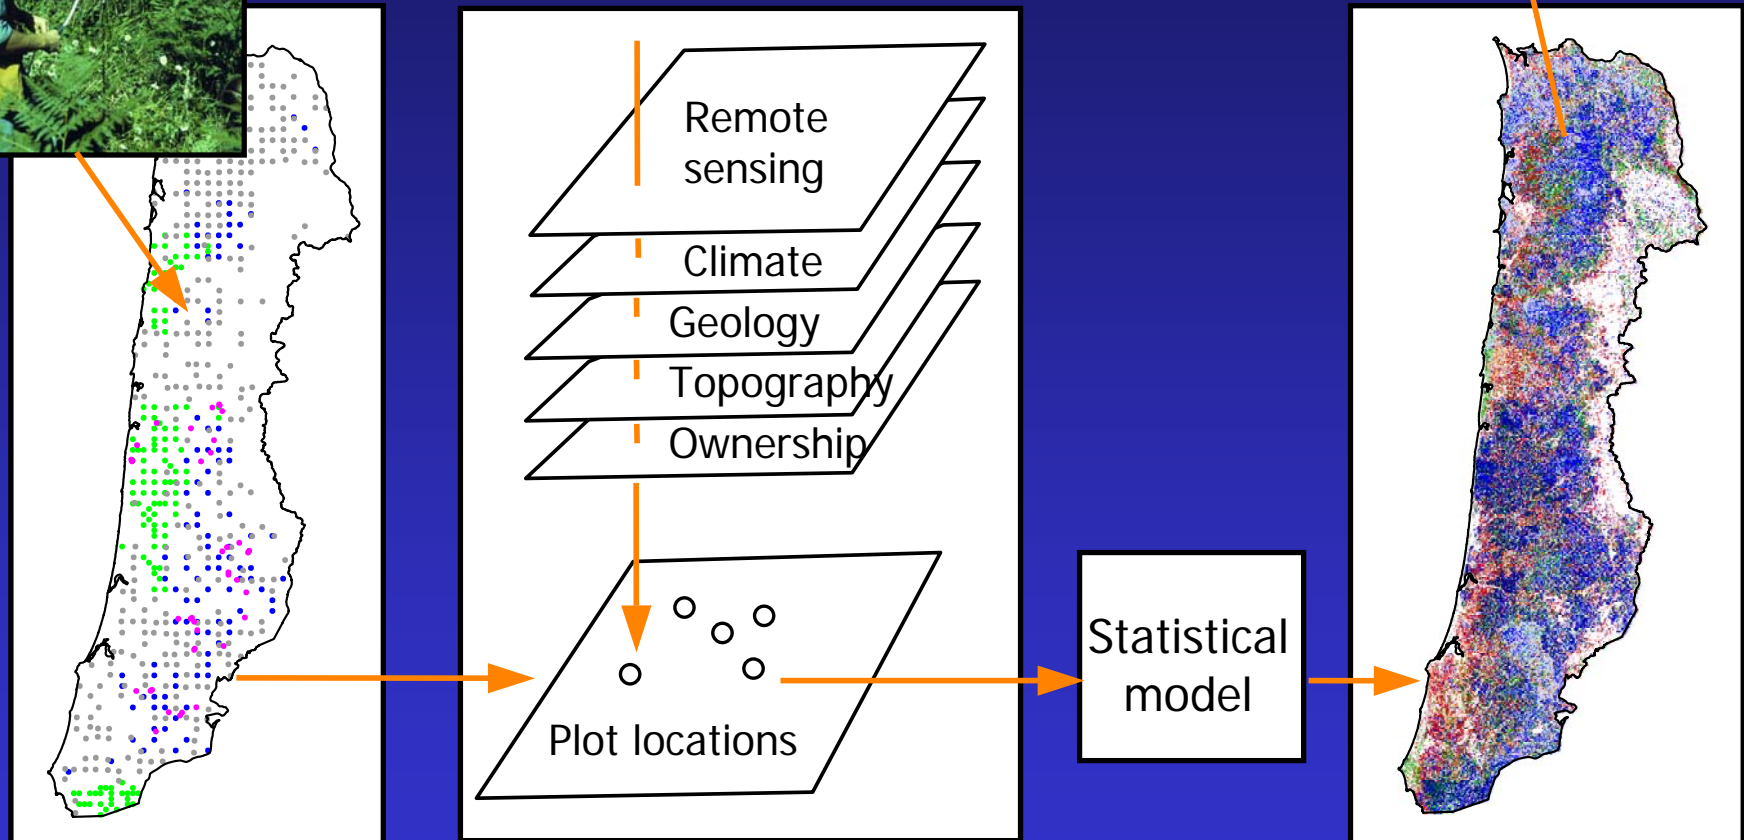 Remote
sensing
Climate
Geology
Topography
Ownership
Plot locations
Statistical
model